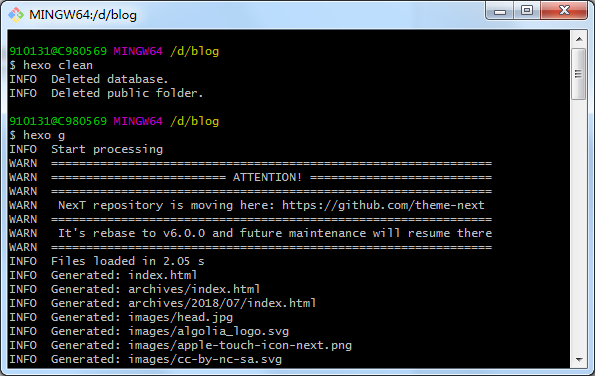 MINGW64:/d/blog
910131@C980569 MINGW64 /d/blog
$ hexo clean
INFO  Deleted database.
INFO  Deleted public folder.
910131@C980569 MINGW64 /d/blog
$ hexo g
INFO  Start processing
WARN  ===============================================================
WARN  ========================= ATTENTION! ==========================
WARN  ===============================================================
WARN   NexT repository is moving here: https://github.com/theme-next
WARN  ===============================================================
WARN   It's rebase to v6.0.0 and future maintenance will resume there
WARN  ===============================================================
INFO  Files loaded in 2.05 s
INFO  Generated: index.html
INFO  Generated: archives/index.html
INFO  Generated: archives/2018/07/index.html
INFO  Generated: images/head.jpg
INFO  Generated: images/algolia_logo.svg
INFO  Generated: images/apple-touch-icon-next.png
INFO  Generated: images/cc-by-nc-sa.svg